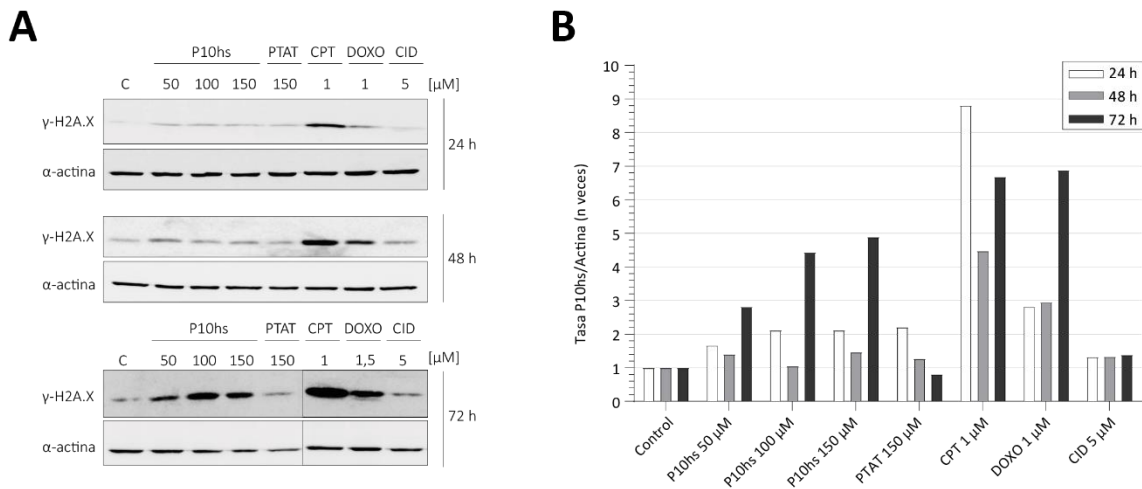 A
P10hs PTAT CPT DOXO CID
C 50 100 150 150 1 1 5 [μM]
γ-H2A.X
α-actina
24 h
γ-H2A.X
α-actina
48 h
P10hs PTAT CPT DOXO CID
C 50 100 150 150 1 1,5 5 [μM]
γ-H2A.X
α-actina
72 h
B
Tasa P10hs/Actina (n veces)
10
9
8
7
6
5
4
3
2
1
0
24 h
48 h
72 h
Control
P10hs 50 μM
P10hs 100 μM
P10hs 150 μM
PTAT 150 μM
CPT 1 μM
DOXO 1 μM
CID 5 μM